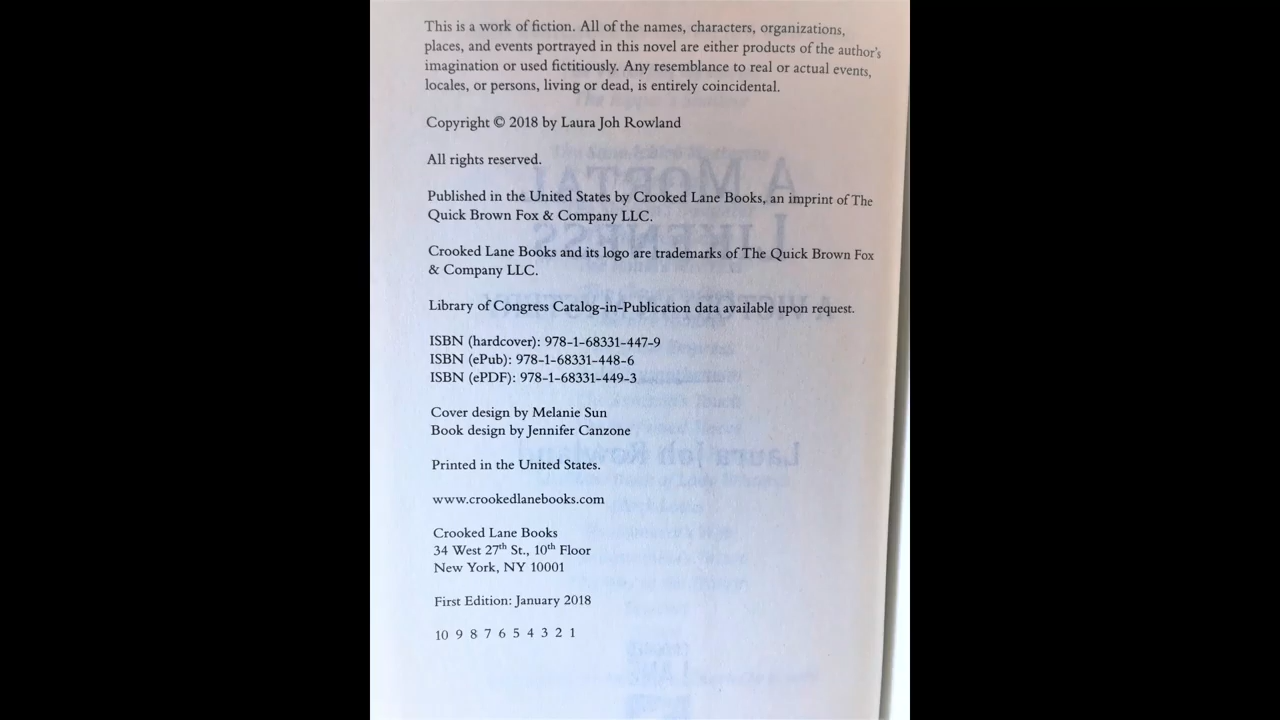 This is a work of fiction. All of the names, characters, organizations,
places, and events portrayed in this novel are either products of the author's
imagination or used fictitiously. Any resemblance to real or actual events,
locales, or persons, living or dead, is entirely coincidental.
Copyright © 2018 by Laura Joh Rowland
All rights reserved.
Published in the United States by Crooked Lane Books, an imprint of The
Quick Brown Fox & Company LLC.
Crooked Lane Books and its logo are trademarks of The Quick Brown Fox
& Company LLC.
Library of Congress Catalog-in-Publication data available upon request.
ISBN (hardcover): 978-1-68331-447-9
ISBN (ePub): 978-1-68331-448-6
ISBN (ePDF): 978-1-68331-449-3
Cover design by Melanie Sun
Book design by Jennifer Canzone
Printed in the United States.
www.crookedlanebooks.com
Crooked Lane Books
34 West 27th St., 10th Floor
New York, NY 10001
First Edition: January 2018
10 9 8 7 6 5 4 3 2 1